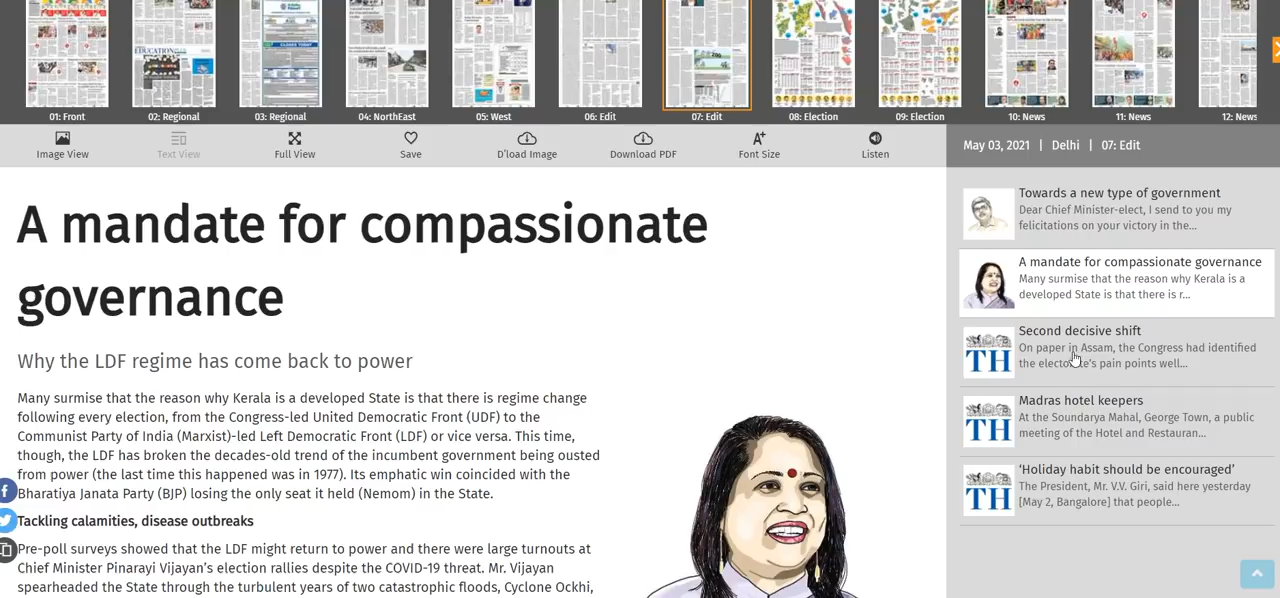 01: Front
02: Regional
03: Regional
04: NorthEast
05: West
06: Edit
07: Edit
08: Election
09: Election
10: News
11: News
12: News
Image View
Text View
Full View
Save
D'load Image
Download PDF
Font Size
Listen
May 03, 2021 | Delhi | 07: Edit
A mandate for compassionate
governance
Why the LDF regime has come back to power
Many surmise that the reason why Kerala is a developed State is that there is regime change
following every election, from the Congress-led United Democratic Front (UDF) to the
Communist Party of India (Marxist)-led Left Democratic Front (LDF) or vice versa. This time,
though, the LDF has broken the decades-old trend of the incumbent government being ousted
from power (the last time this happened was in 1977). Its emphatic win coincided with the
Bharatiya Janata Party (BJP) losing the only seat it held (Nemom) in the State.
Tackling calamities, disease outbreaks
Pre-poll surveys showed that the LDF might return to power and there were large turnouts at
Chief Minister Pinarayi Vijayan's election rallies despite the COVID-19 threat. Mr. Vijayan
spearheaded the State through the turbulent years of two catastrophic floods, Cyclone Ockhi,
Towards a new type of government
Dear Chief Minister-elect, I send to you my
felicitations on your victory in the...
A mandate for compassionate governance
Many surmise that the reason why Kerala is a
developed State is that there is r...
TH
Second decisive shift
On paper in Assam, the Congress had identified
the electorate's pain points well...
TH
Madras hotel keepers
At the Soundarya Mahal, George Town, a public
meeting of the Hotel and Restauran...
TH
'Holiday habit should be encouraged'
The President, Mr. V.V. Giri, said here yesterday
[May 2, Bangalore] that people...